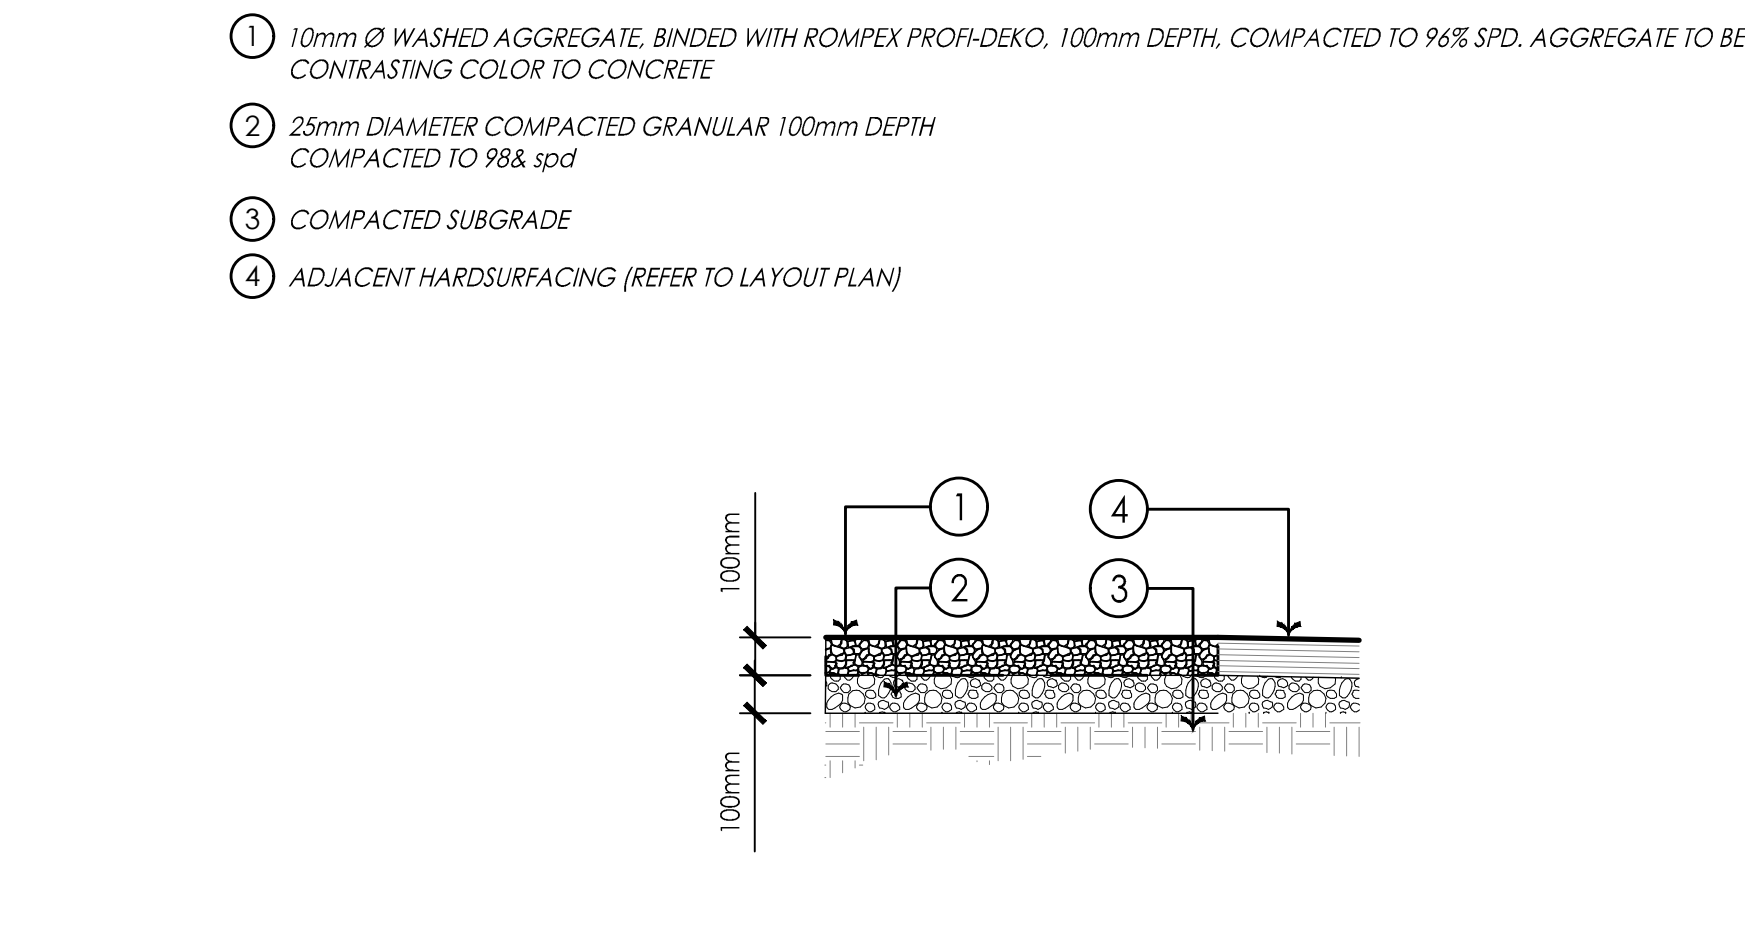 1 10mm Ø WASHED AGGREGATE, BINDED WITH ROMPEX PROFI-DEKO, 100mm DEPTH, COMPACTED TO 96% SPD. AGGREGATE TO BE
CONTRASTING COLOR TO CONCRETE
2 25mm DIAMETER COMPACTED GRANULAR 100mm DEPTH
COMPACTED TO 98& spd
3 COMPACTED SUBGRADE
4 ADJACENT HARDSURFACING (REFER TO LAYOUT PLAN)
1 4
100mm
2 3
100mm